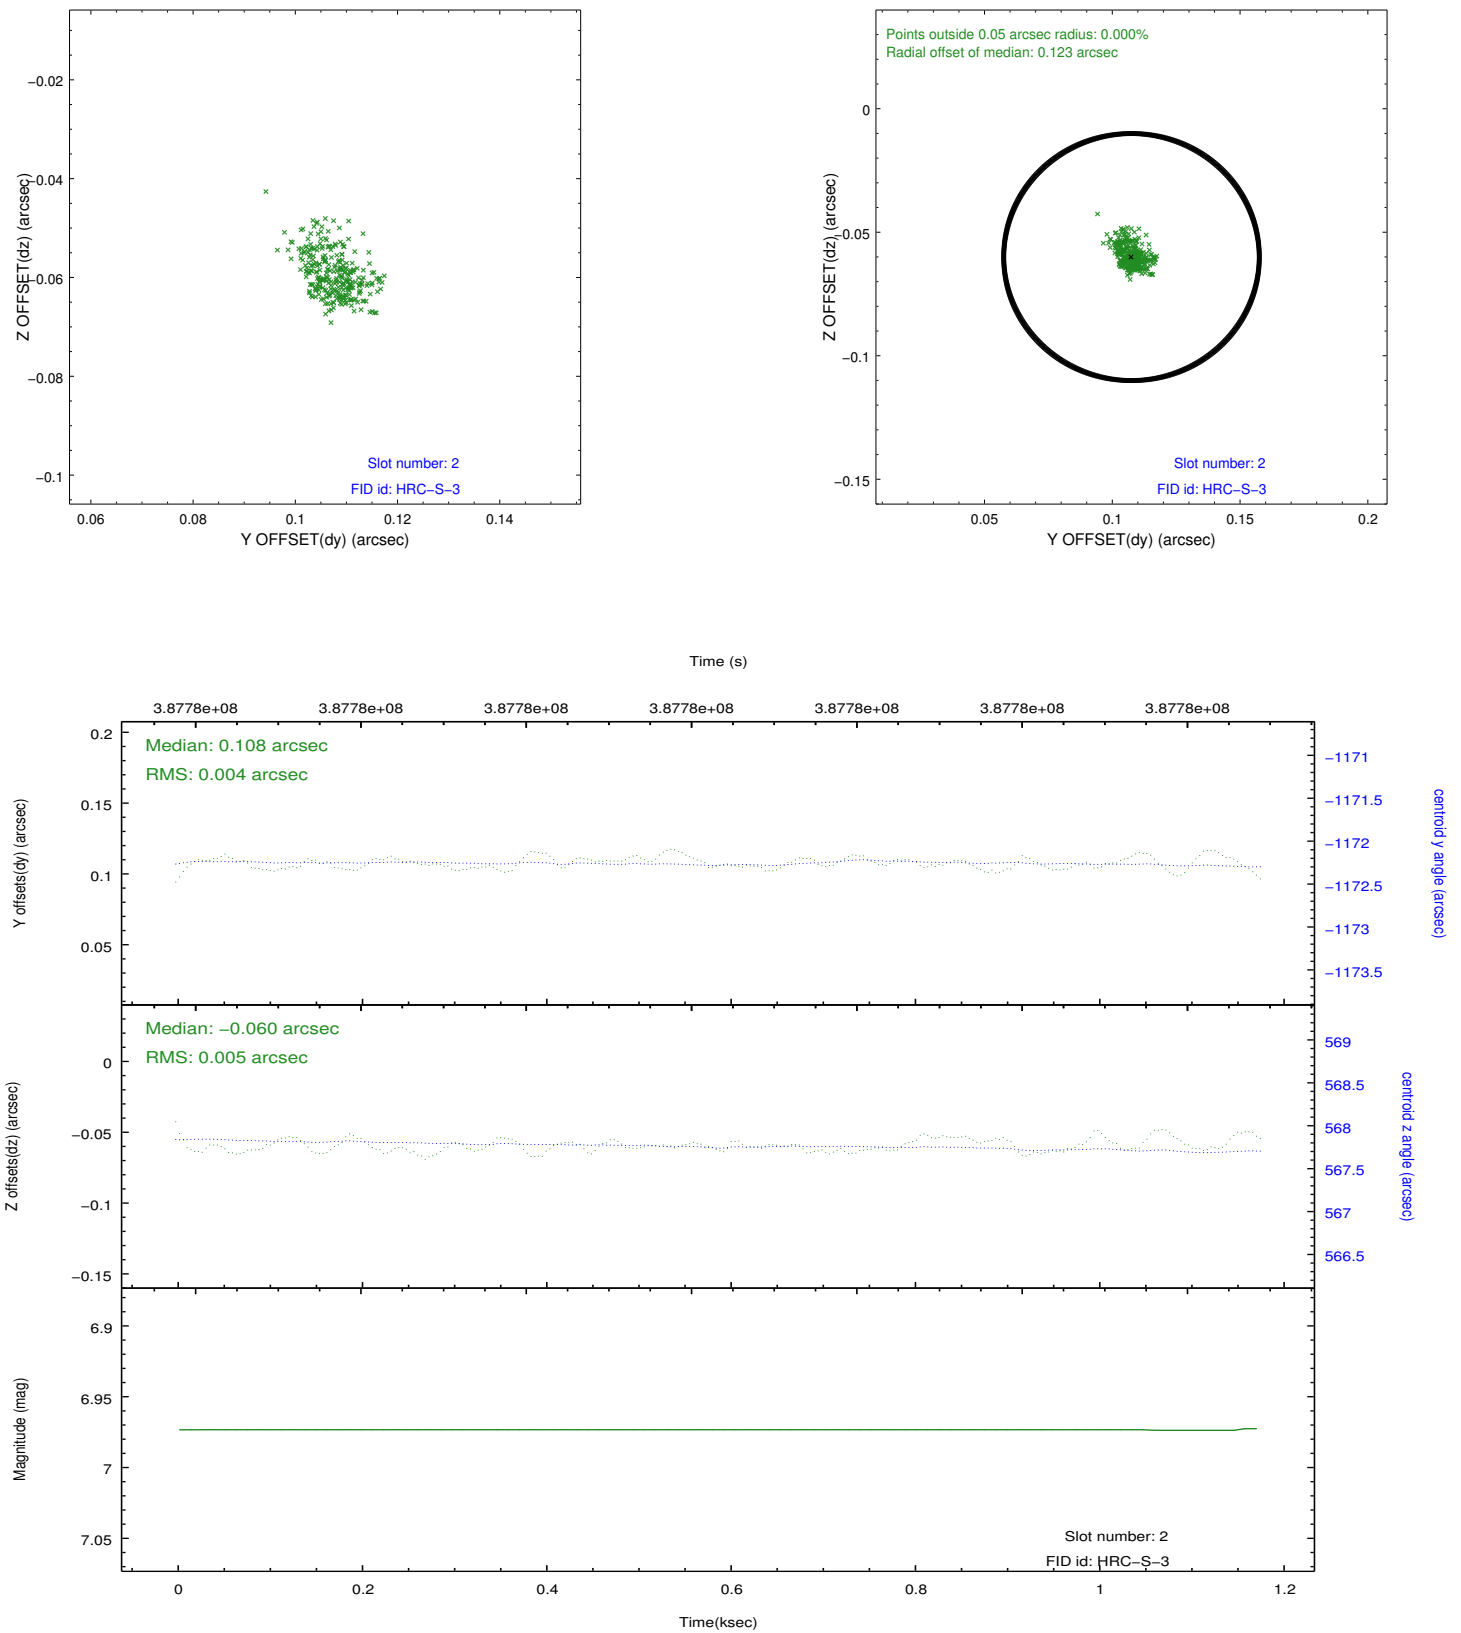 −0.02
−0.04
−0.06
−0.08
−0.1
Z OFFSET(dz) (arcsec)
Slot number: 2
FID id: HRC−S−3
0.06 0.08 0.1 0.12 0.14
Y OFFSET(dy) (arcsec)
Points outside 0.05 arcsec radius: 0.000%
Radial offset of median: 0.123 arcsec
0
−0.05
−0.1
−0.15
Z OFFSET(dz) (arcsec)
Slot number: 2
FID id: HRC−S−3
0.05 0.1 0.15 0.2
Y OFFSET(dy) (arcsec)
Time (s)
3.8778e+08 3.8778e+08 3.8778e+08 3.8778e+08 3.8778e+08 3.8778e+08 3.8778e+08
Median: 0.108 arcsec
RMS: 0.004 arcsec
0.2
0.15
0.1
0.05
Y offsets(dy) (arcsec)
−1171
−1171.5
−1172
−1172.5
−1173
−1173.5
centroid y angle (arcsec)
Median: −0.060 arcsec
RMS: 0.005 arcsec
0
−0.05
−0.1
−0.15
Z offsets(dz) (arcsec)
569
568.5
568
567.5
567
566.5
centroid z angle (arcsec)
6.9
6.95
7
7.05
Magnitude (mag)
Slot number: 2
FID id: HRC−S−3
0 0.2 0.4 0.6 0.8 1 1.2
Time(ksec)